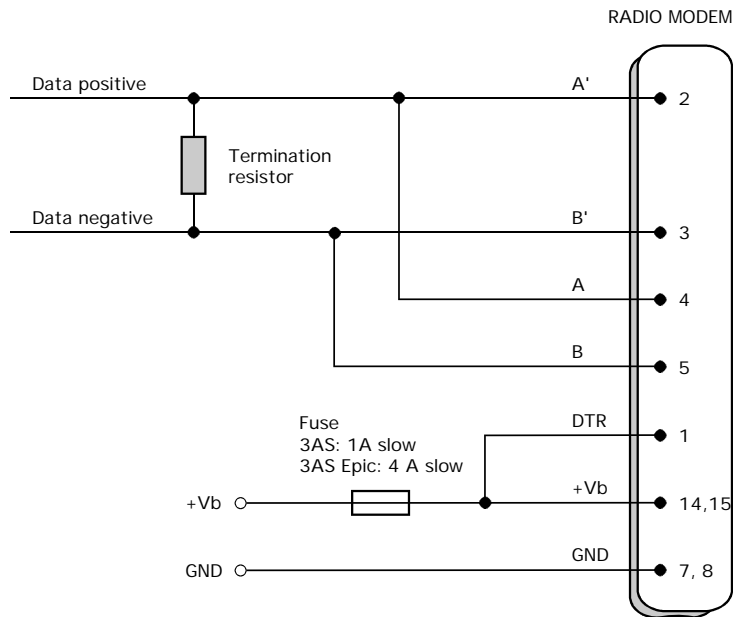 RADIO MODEM
Data positive
A'
2
Termination
resistor
Data negative
B'
3
A
4
B
5
Fuse
3AS: 1A slow
3AS Epic: 4 A slow
DTR
1
+Vb
+Vb
14,15
GND
GND
7, 8